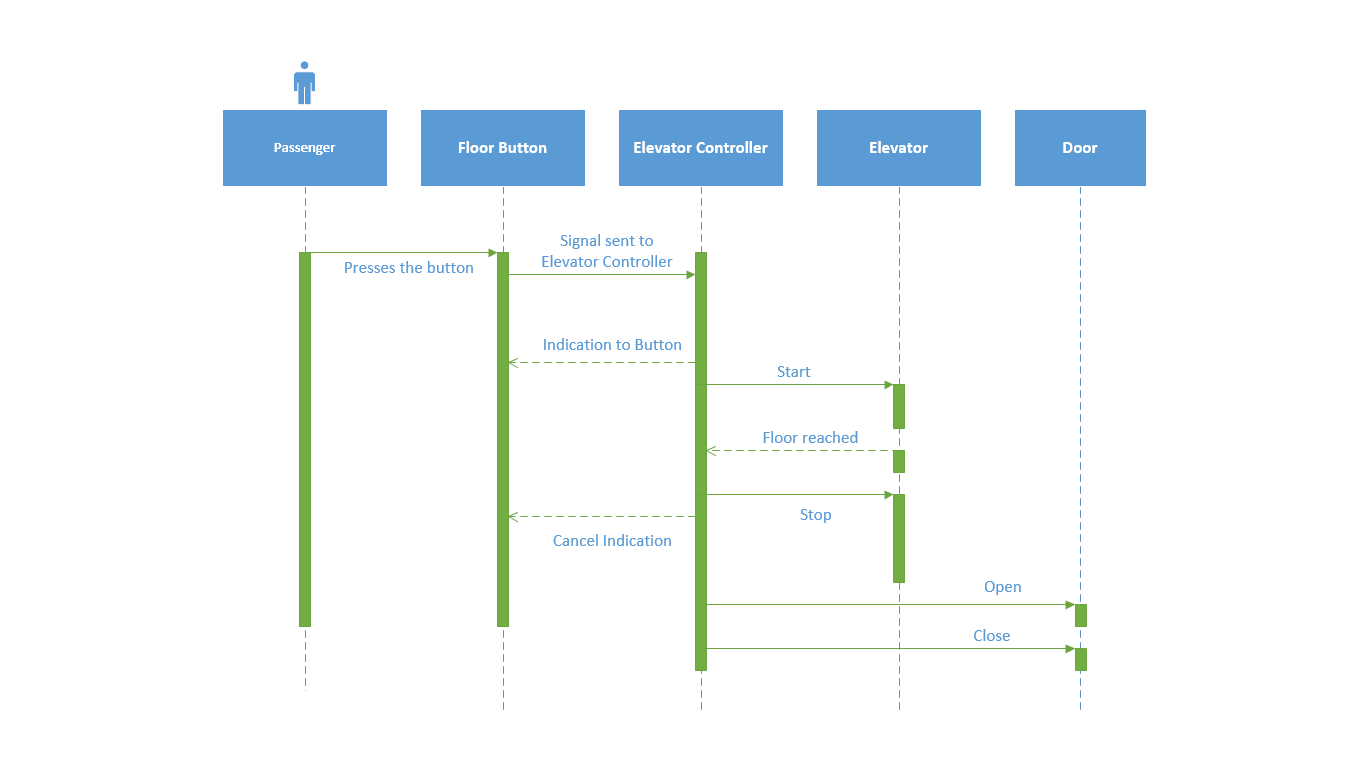 Passenger
Floor Button
Elevator Controller
Elevator
Door
Signal sent to
Elevator Controller
Presses the button
Indication to Button
Start
Floor reached
Stop
Cancel Indication
Open
Close